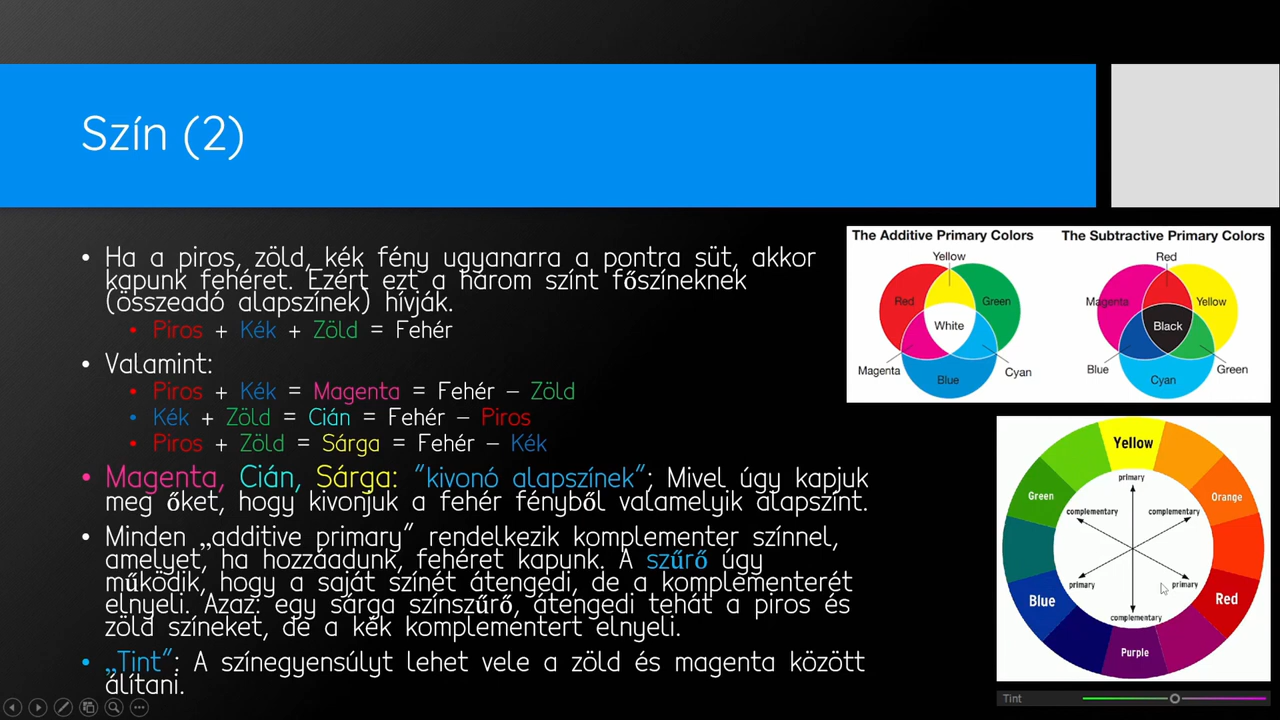 Szín (2)
• Ha a piros, zöld, kék fény ugyanarra a pontra süt, akkor
kapunk fehéret. Ezért ezt a három színt főszíneknek
(összeadó alapszínek) hívják.
• Piros + Kék + Zöld = Fehér
• Valamint:
• Piros + Kék = Magenta = Fehér – Zöld
• Kék + Zöld = Cián = Fehér – Piros
• Piros + Zöld = Sárga = Fehér – Kék
• Magenta, Cián, Sárga: "kivonó alapszínek"; Mivel úgy kapjuk
meg őket, hogy kivonjuk a fehér fényből valamelyik alapszínt.
• Minden „additive primary" rendelkezik komplementer színnel,
amelyet, ha hozzáadunk, fehéret kapunk. A szűrő úgy
működik, hogy a saját színét átengedi, de a komplementerét
elnyeli. Azaz: egy sárga színszűrő, átengedi tehát a piros és
zöld színeket, de a kék komplementert elnyeli.
• „Tint": A színegyensúlyt lehet vele a zöld és magenta között
álítani.
The Additive Primary Colors
Yellow
Red
Green
White
Magenta
Cyan
Blue
The Subtractive Primary Colors
Red
Magenta
Yellow
Black
Blue
Green
Cyan
Yellow
primary
Green
Orange
complementary
complementary
primary
primary
Blue
Red
complementary
Purple
Tint